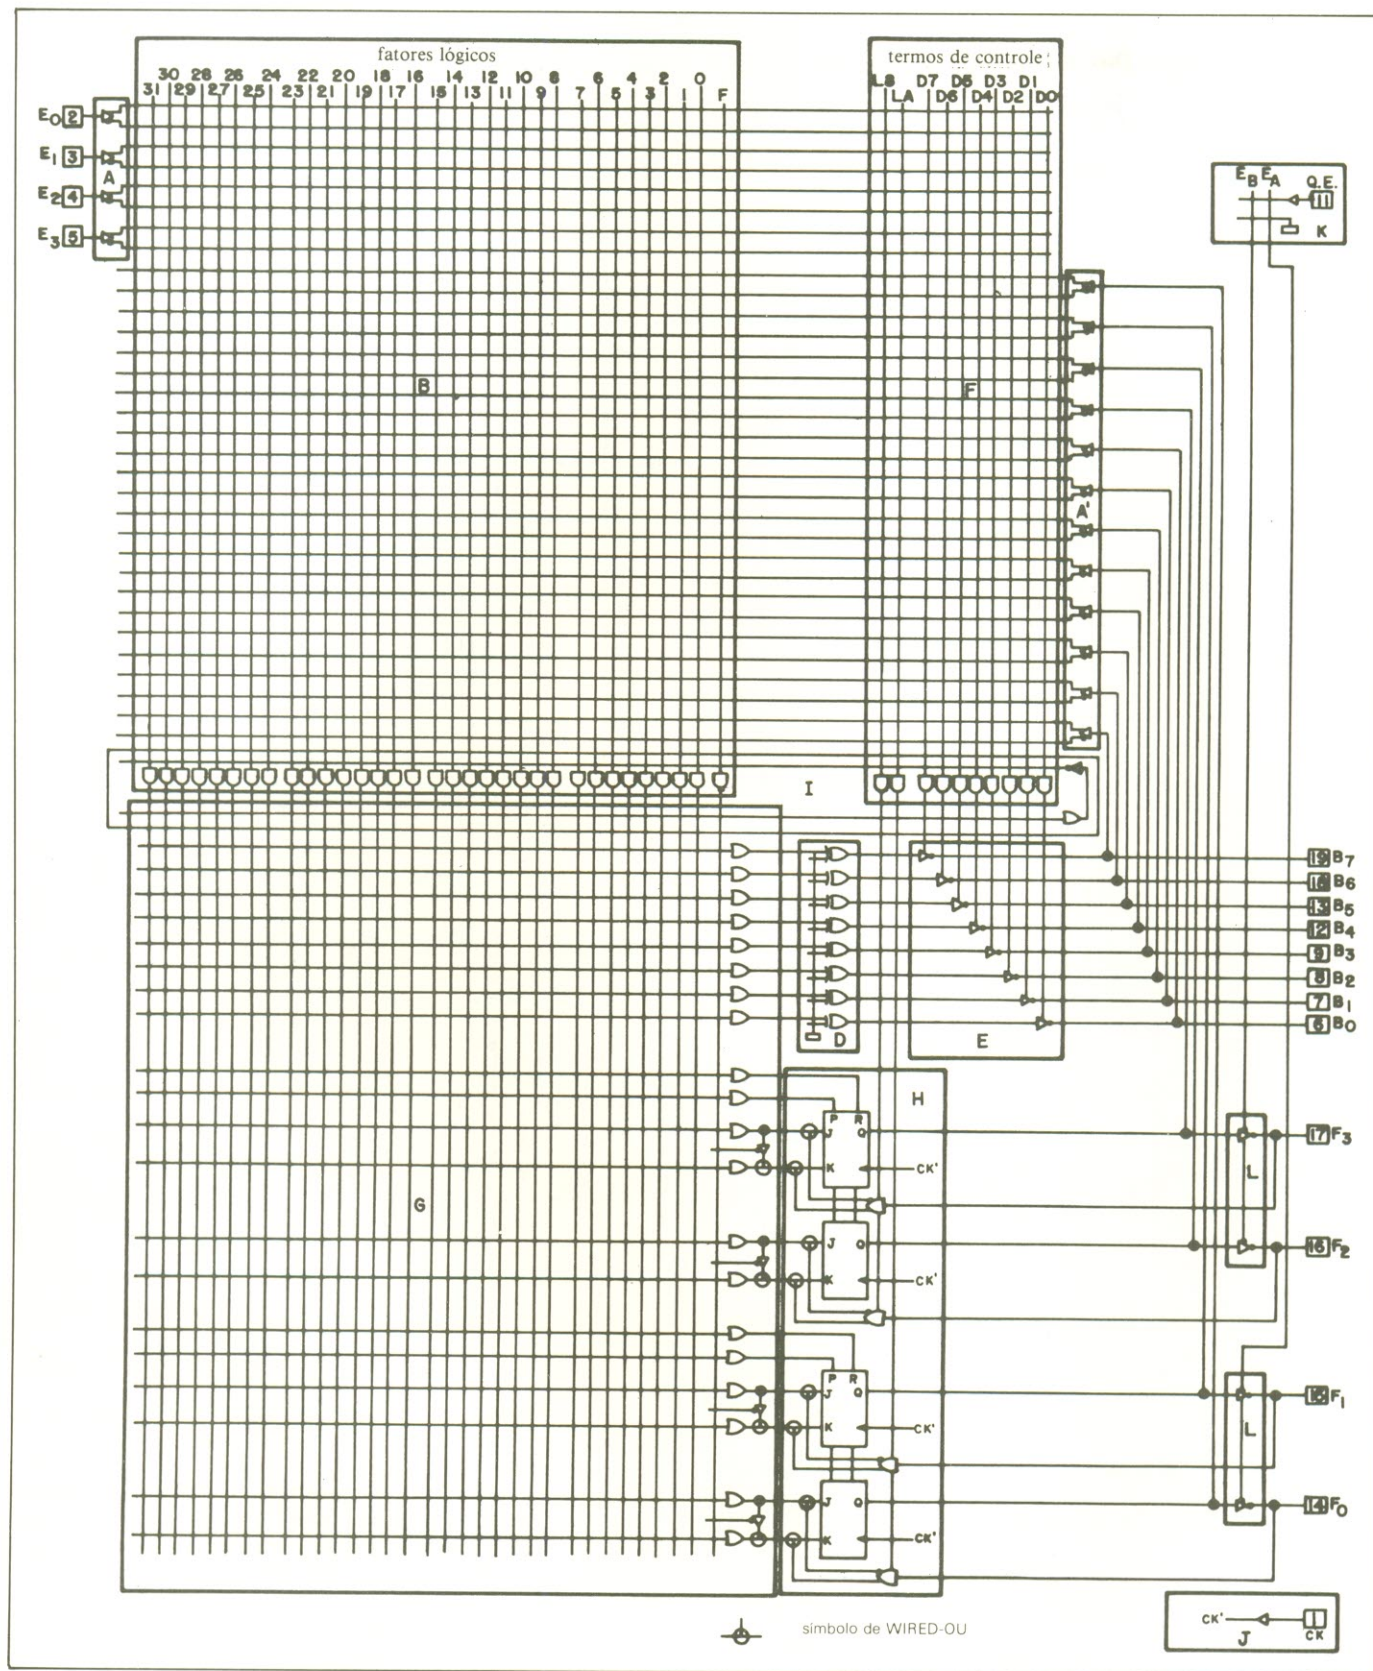 fatores lógicos
termos de controle
30 28 26 24 22 20 18 16 14 12 10 8 6 4 2 0
31 29 27 25 23 21 19 17 15 13 11 9 7 5 3 1 F
L8 D7 D5 D3 D1
LA D6 D4 D2 D0
E0 2
E1 3
A
E2 4
E3 5
EB EA Q.E.
11
K
B
F
A'
I
19 B7
18 B6
13 B5
12 B4
9 B3
8 B2
7 B1
6 B0
D
E
H
P R
J Q
K CK'
17 F3
L
G
J Q
K CK'
16 F2
P R
J Q
K CK'
15 F1
L
J Q
K CK'
14 F0
símbolo de WIRED-OU
CK' 1
J CK